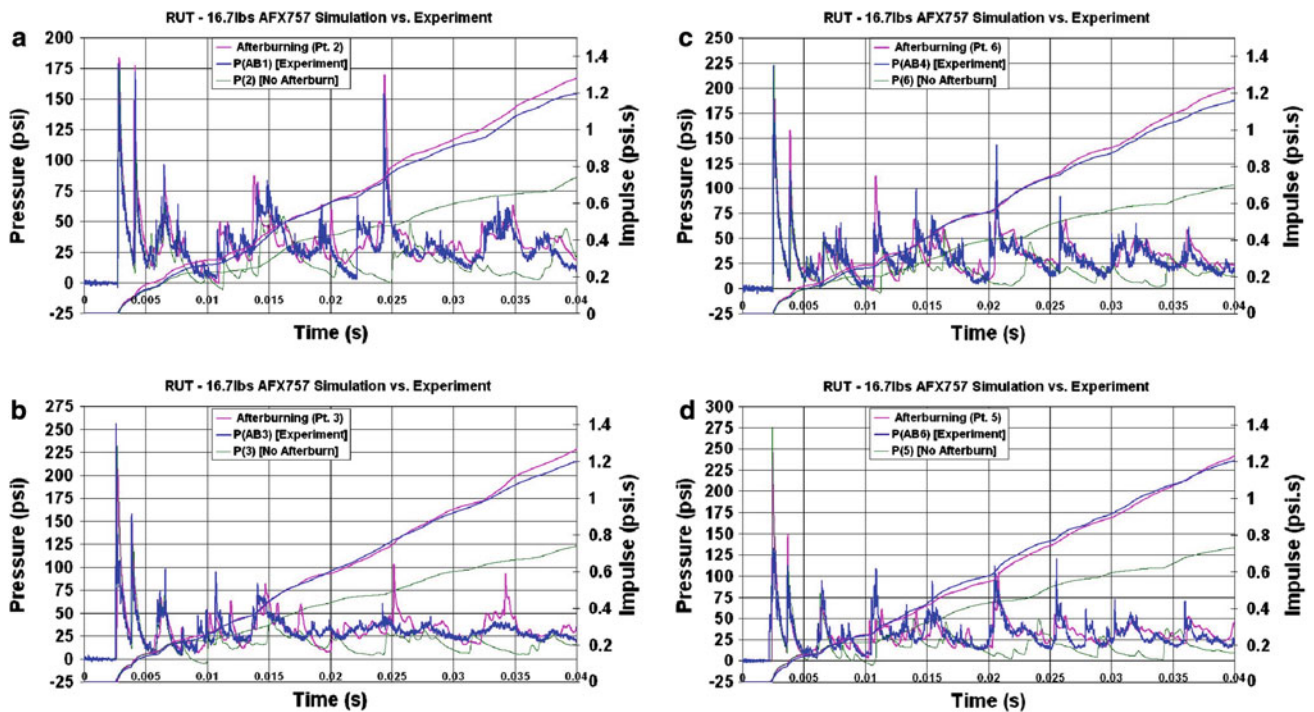 a
RUT - 16.7lbs AFX757 Simulation vs. Experiment
Afterburning (Pt. 2)
P(AB1) [Experiment]
P(2) [No Afterburn]
Pressure (psi)
200
175
150
125
100
75
50
25
0
-25
Impulse (psi.s)
1.4
1.2
1
0.8
0.6
0.4
0.2
0
0 0.005 0.01 0.015 0.02 0.025 0.03 0.035 0.04
Time (s)
c
RUT - 16.7lbs AFX757 Simulation vs. Experiment
Afterburning (Pt. 6)
P(AB4) [Experiment]
P(6) [No Afterburn]
Pressure (psi)
250
225
200
175
150
125
100
75
50
25
0
-25
Impulse (psi.s)
1.4
1.2
1
0.8
0.6
0.4
0.2
0
0 0.005 0.01 0.015 0.02 0.025 0.03 0.035 0.04
Time (s)
b
RUT - 16.7lbs AFX757 Simulation vs. Experiment
Afterburning (Pt. 3)
P(AB3) [Experiment]
P(3) [No Afterburn]
Pressure (psi)
275
250
225
200
175
150
125
100
75
50
25
0
-25
Impulse (psi.s)
1.4
1.2
1
0.8
0.6
0.4
0.2
0
0 0.005 0.01 0.015 0.02 0.025 0.03 0.035 0.04
Time (s)
d
RUT - 16.7lbs AFX757 Simulation vs. Experiment
Afterburning (Pt. 5)
P(AB6) [Experiment]
P(5) [No Afterburn]
Pressure (psi)
300
275
250
225
200
175
150
125
100
75
50
25
0
-25
Impulse (psi.s)
1.4
1.2
1
0.8
0.6
0.4
0.2
0
0 0.005 0.01 0.015 0.02 0.025 0.03 0.035 0.04
Time (s)